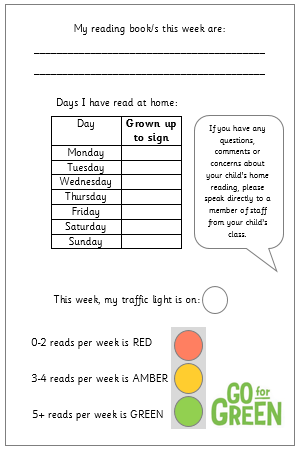 My reading book/s this week are:
Days I have read at home:
Day
Grown up
to sign
Monday
Tuesday
Wednesday
Thursday
Friday
Saturday
Sunday
If you have any
questions,
comments or
concerns about
your child's home
reading, please
speak directly to a
member of staff
from your child's
class.
This week, my traffic light is on:
0-2 reads per week is RED
3-4 reads per week is AMBER
5+ reads per week is GREEN
GO for
GREEN